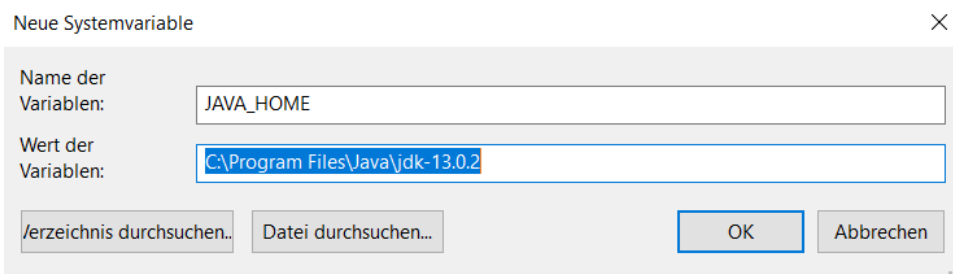 Neue Systemvariable
Name der
Variablen:
JAVA_HOME
Wert der
Variablen:
C:\Program Files\Java\jdk-13.0.2
Verzeichnis durchsuchen..
Datei durchsuchen...
OK
Abbrechen